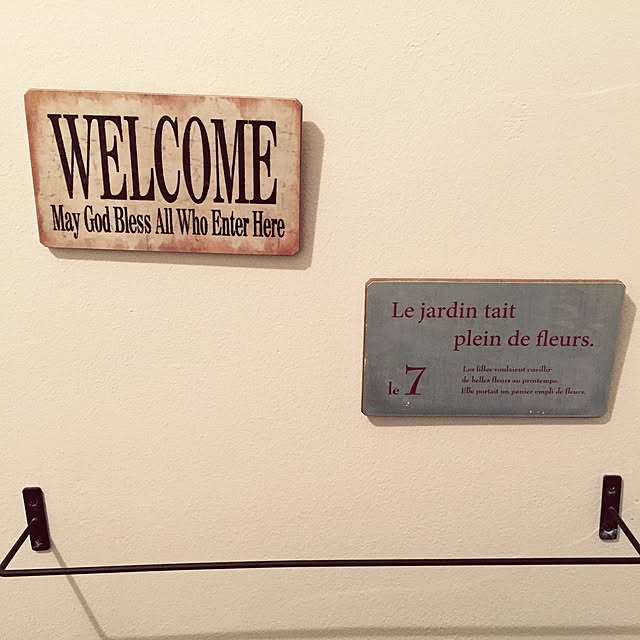 WELCOME
May God Bless All Who Enter Here
Le jardin tait
plein de fleurs.
le 7
Les filles voulaient cueillir
de belles fleurs au printemps.
Elle portait un panier empli de fleurs.